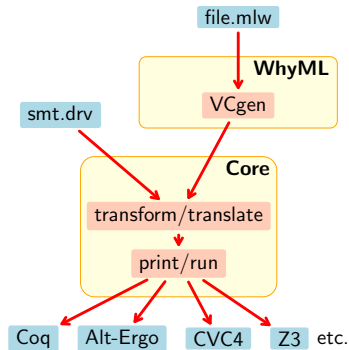 file.mlw
WhyML
VCgen
smt.drv
Core
transform/translate
print/run
Coq Alt-Ergo CVC4 Z3 etc.